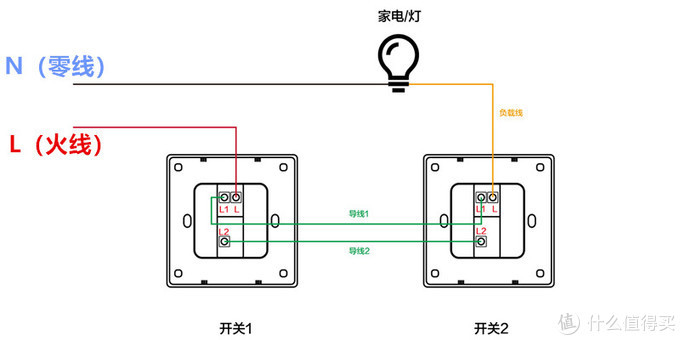 家电/灯
N（零线）
负载线
L（火线）
L1 L
L1 L
导线1
L2
L2
导线2
开关1
开关2
值 什么值得买